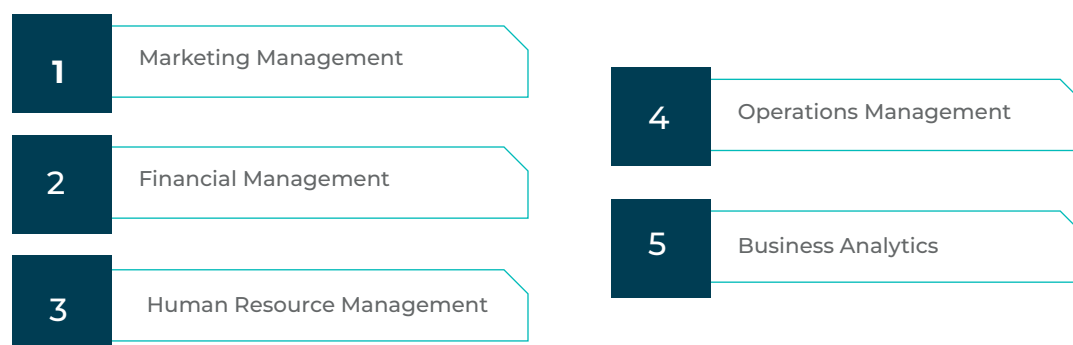 1
Marketing Management
2
Financial Management
3
Human Resource Management
4
Operations Management
5
Business Analytics